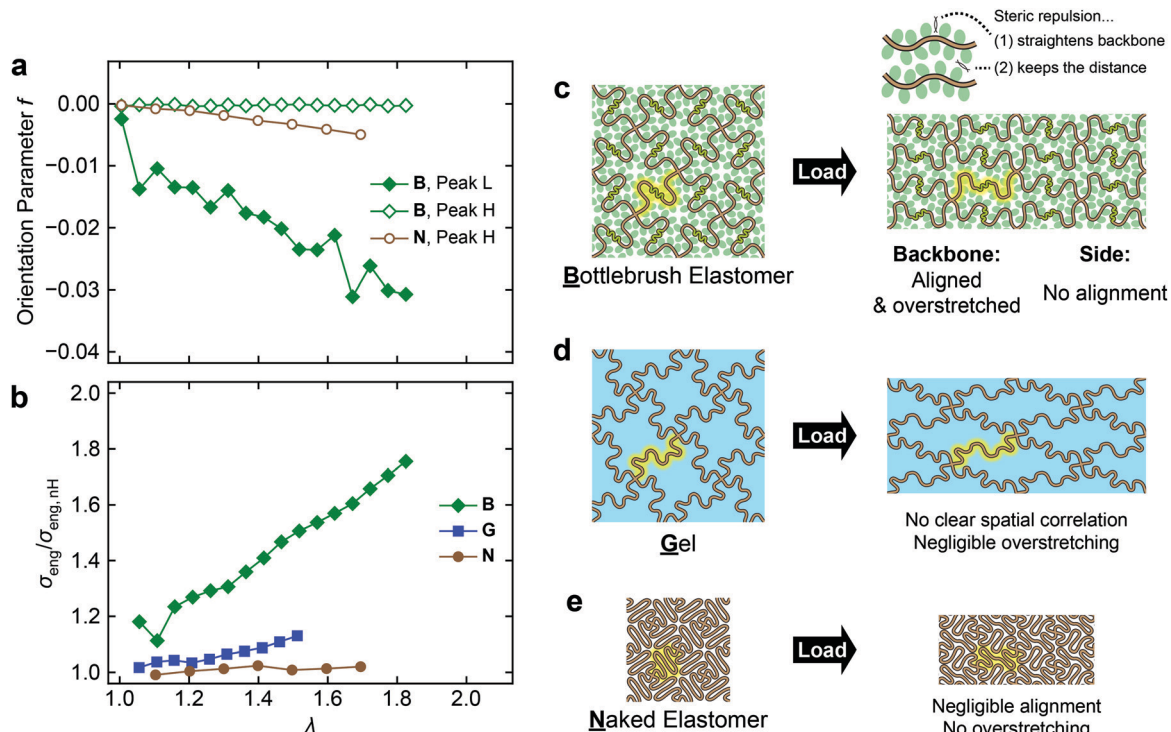 a
Orientation Parameter f
0.00
−0.01
−0.02
−0.03
−0.04
B, Peak L
B, Peak H
N, Peak H
b
σeng/σeng,nH
2.0
1.8
1.6
1.4
1.2
1.0
B
G
N
1.0 1.2 1.4 1.6 1.8 2.0
λ
Steric repulsion...
(1) straightens backbone
(2) keeps the distance
c
Load
Bottlebrush Elastomer
Backbone:
Aligned
& overstretched
Side:
No alignment
d
Load
Gel
No clear spatial correlation
Negligible overstretching
e
Load
Naked Elastomer
Negligible alignment
No overstretching